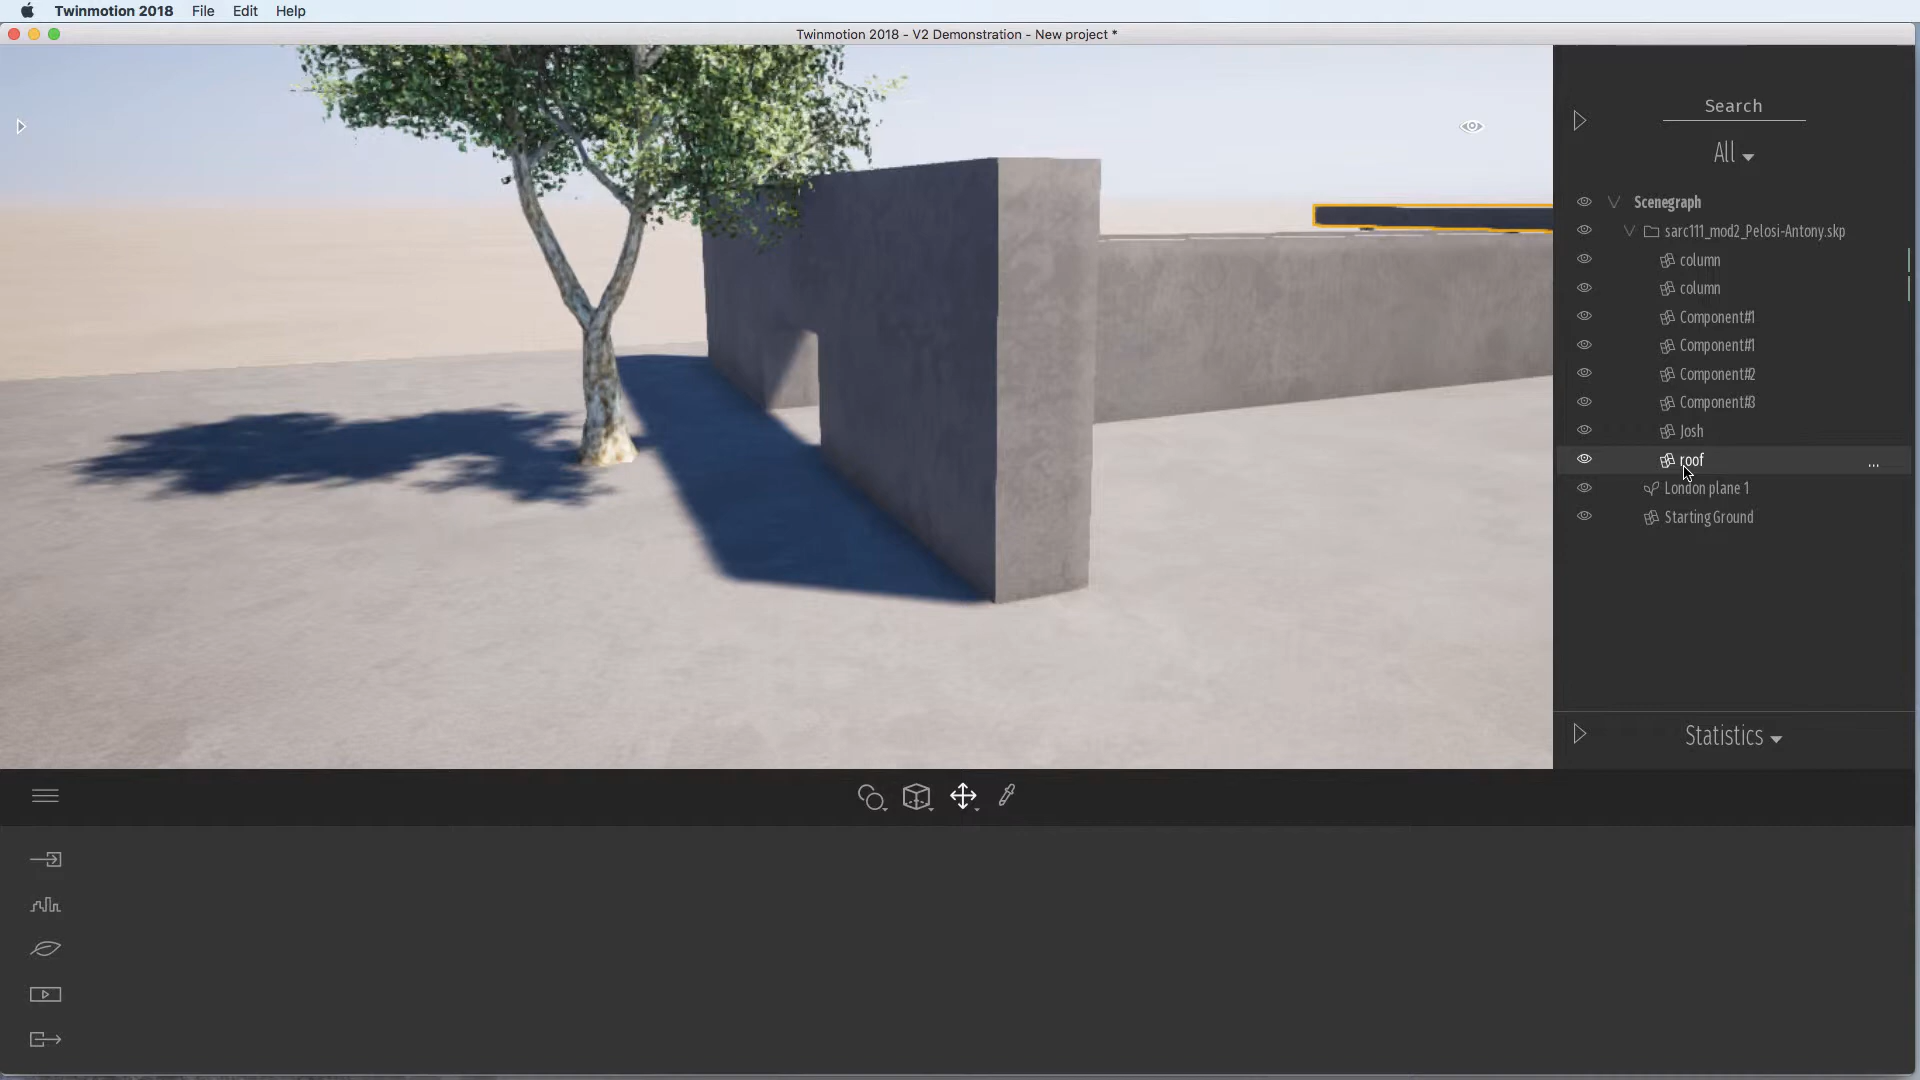 Twinmotion 2018 File Edit Help
Twinmotion 2018 - V2 Demonstration - New project *
Search
All
Scenegraph
sarc111_mod2_Pelosi-Antony.skp
column
column
Component#1
Component#1
Component#2
Component#3
Josh
roof ...
London plane 1
Starting Ground
Statistics